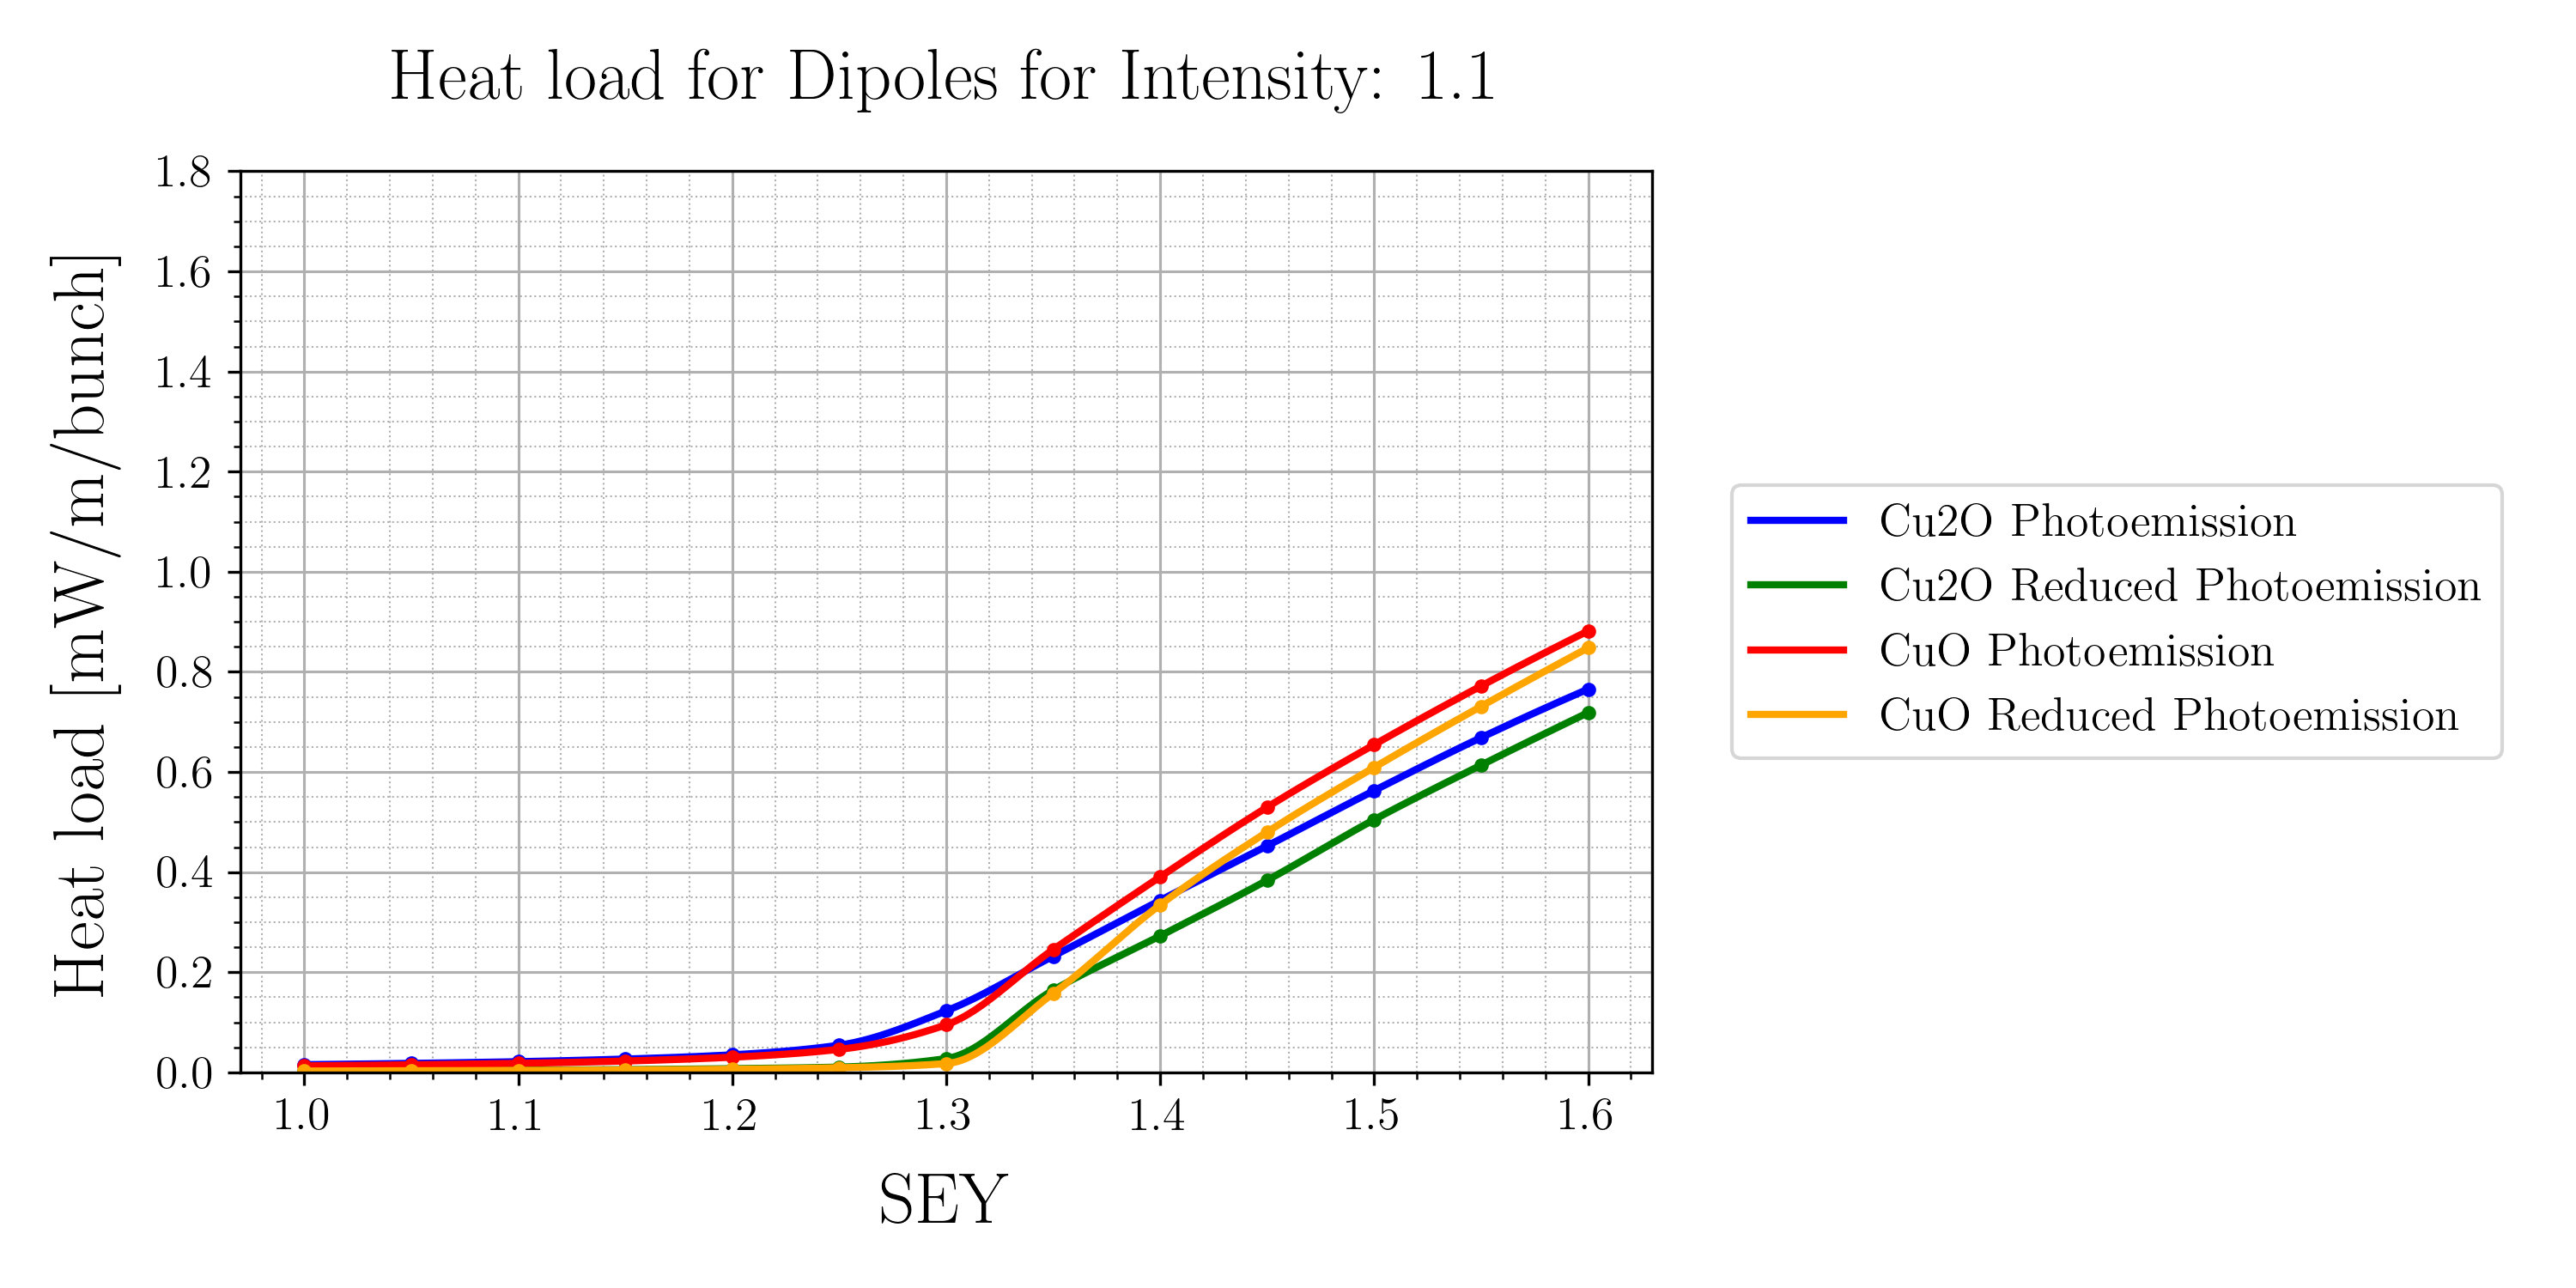 Heat load for Dipoles for Intensity: 1.1
Heat load [mW/m/bunch]
1.8
1.6
1.4
1.2
1.0
0.8
0.6
0.4
0.2
0.0
1.0 1.1 1.2 1.3 1.4 1.5 1.6
SEY
Cu2O Photoemission
Cu2O Reduced Photoemission
CuO Photoemission
CuO Reduced Photoemission